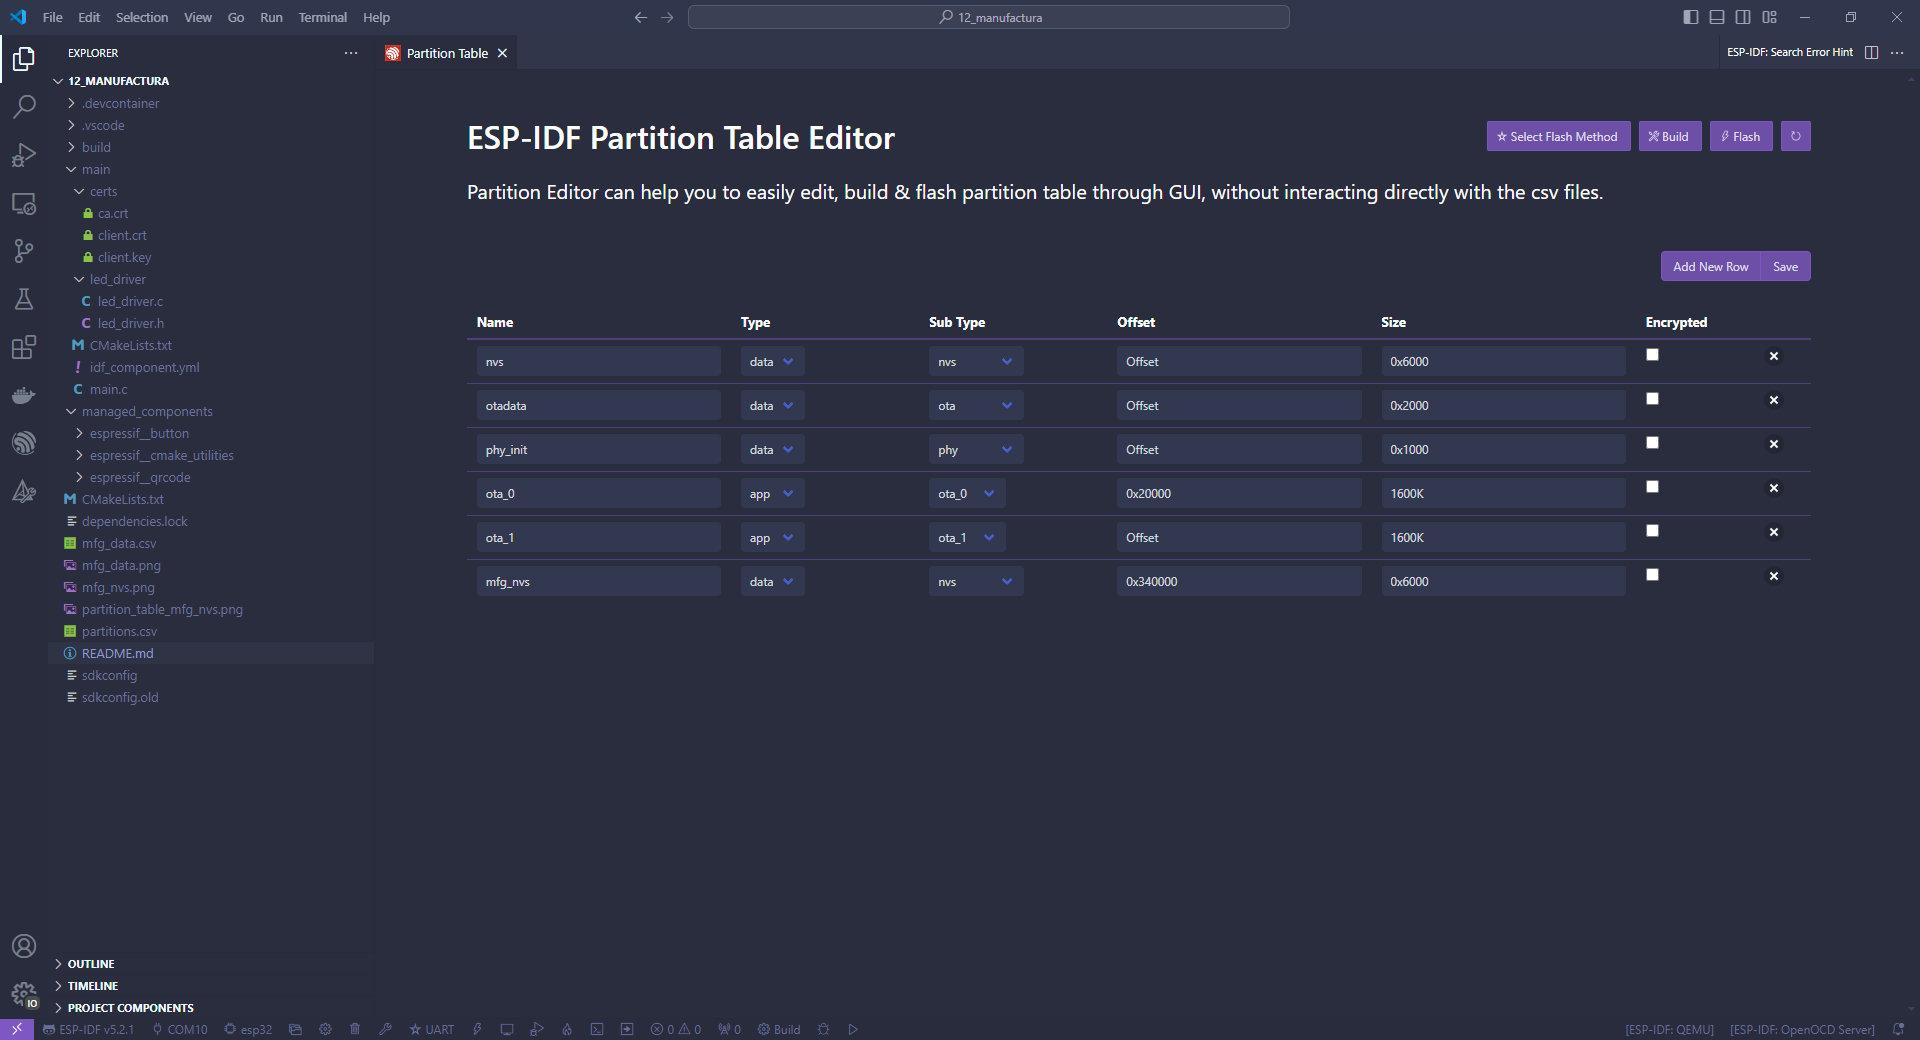 File Edit Selection View Go Run Terminal Help
12_manufactura
EXPLORER
Partition Table
ESP-IDF: Search Error Hint
12_MANUFACTURA
.devcontainer
.vscode
build
main
certs
ca.crt
client.crt
client.key
led_driver
C led_driver.c
C led_driver.h
CMakeLists.txt
! idf_component.yml
C main.c
managed_components
espressif__button
espressif__cmake_utilities
espressif__qrcode
CMakeLists.txt
dependencies.lock
mfg_data.csv
mfg_data.png
mfg_nvs.png
partition_table_mfg_nvs.png
partitions.csv
README.md
sdkconfig
sdkconfig.old
OUTLINE
TIMELINE
PROJECT COMPONENTS
ESP-IDF Partition Table Editor
Select Flash Method Build Flash
Partition Editor can help you to easily edit, build & flash partition table through GUI, without interacting directly with the csv files.
Add New Row Save
Name Type Sub Type Offset Size Encrypted
nvs data nvs Offset 0x6000
otadata data ota Offset 0x2000
phy_init data phy Offset 0x1000
ota_0 app ota_0 0x20000 1600K
ota_1 app ota_1 Offset 1600K
mfg_nvs data nvs 0x340000 0x6000
IO
ESP-IDF v5.2.1 COM10 esp32 UART 0 0 0 Build [ESP-IDF: QEMU] [ESP-IDF: OpenOCD Server]